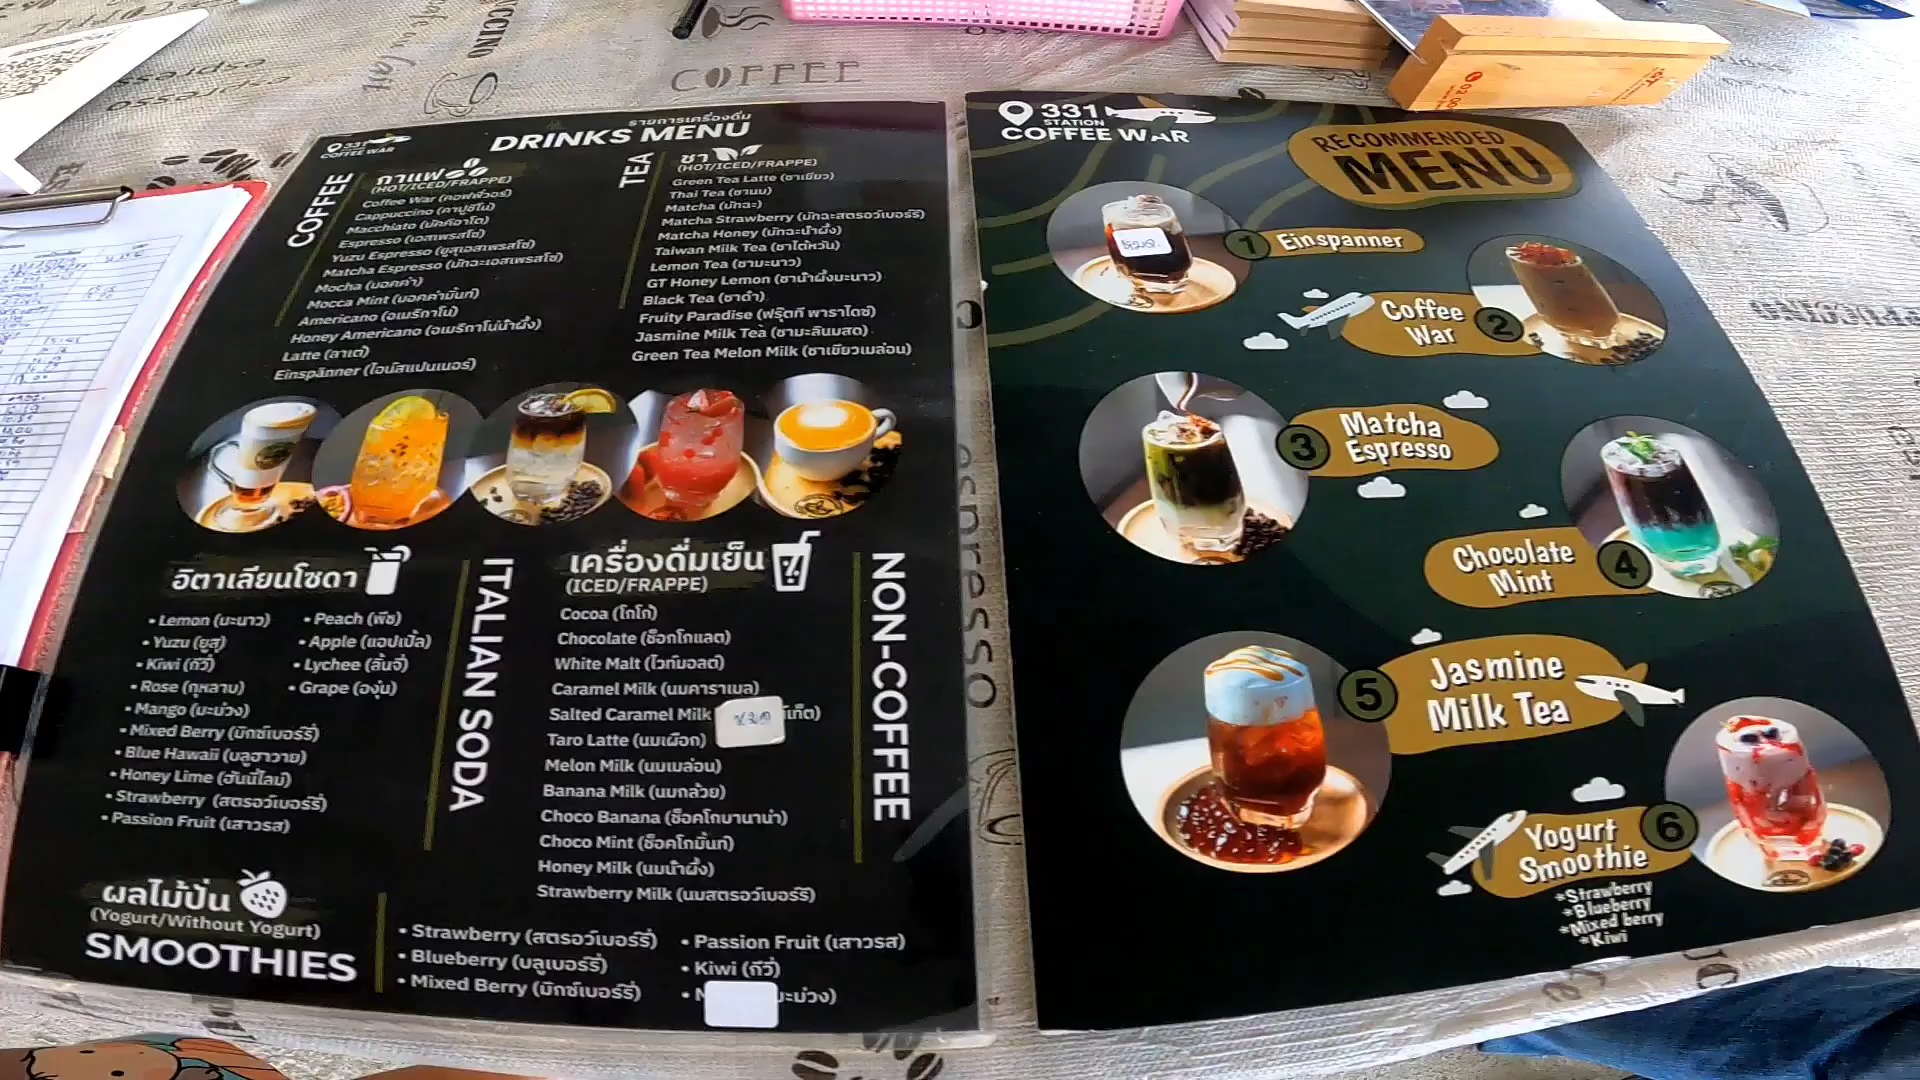 COFFEE
331
COFFEE WAR
รายการเครื่องดื่ม
DRINKS MENU
COFFEE
กาแฟ
(HOT/ICED/FRAPPE)
Coffee War (คอฟฟี่วอร์)
Cappuccino (คาปูชิโน)
Macchiato (มัคคิอาโต)
Espresso (เอสเพรสโซ่)
Yuzu Espresso (ยูสุเอสเพรสโซ่)
Matcha Espresso (มัทฉะเอสเพรสโซ่)
Mocha (มอคค่า)
Mocca Mint (มอคค่ามิ้นท์)
Americano (อเมริกาโน่)
Honey Americano (อเมริกาโน่น้ำผึ้ง)
Latte (ลาเต้)
Einspänner (ไอน์สแปนเนอร์)
TEA
ชา
(HOT/ICED/FRAPPE)
Green Tea Latte (ชาเขียว)
Thai Tea (ชานม)
Matcha (มัทฉะ)
Matcha Strawberry (มัทฉะสตรอว์เบอร์รี)
Matcha Honey (มัทฉะน้ำผึ้ง)
Taiwan Milk Tea (ชาไต้หวัน)
Lemon Tea (ชามะนาว)
GT Honey Lemon (ชาน้ำผึ้งมะนาว)
Black Tea (ชาดำ)
Fruity Paradise (ฟรุ๊ตที พาราไดซ์)
Jasmine Milk Tea (ชามะลินมสด)
Green Tea Melon Milk (ชาเขียวเมล่อน)
อิตาเลียนโซดา
ITALIAN SODA
• Lemon (มะนาว)
• Yuzu (ยูสุ)
• Kiwi (กีวี่)
• Rose (กุหลาบ)
• Mango (มะม่วง)
• Mixed Berry (มิกซ์เบอร์รี่)
• Blue Hawaii (บลูฮาวาย)
• Honey Lime (ฮันนี่ไลม์)
• Strawberry (สตรอว์เบอร์รี่)
• Passion Fruit (เสาวรส)
• Peach (พีช)
• Apple (แอปเปิ้ล)
• Lychee (ลิ้นจี่)
• Grape (องุ่น)
เครื่องดื่มเย็น
(ICED/FRAPPE)
NON-COFFEE
Cocoa (โกโก้)
Chocolate (ช็อกโกแลต)
White Malt (ไวท์มอลต์)
Caramel Milk (นมคาราเมล)
Salted Caramel Milk
หมด
Taro Latte (นมเผือก)
Melon Milk (นมเมล่อน)
Banana Milk (นมกล้วย)
Choco Banana (ช็อคโกบานาน่า)
Choco Mint (ช็อคโกมิ้นท์)
Honey Milk (นมน้ำผึ้ง)
Strawberry Milk (นมสตรอว์เบอร์รี)
ผลไม้ปั่น
(Yogurt/Without Yogurt)
SMOOTHIES
• Strawberry (สตรอว์เบอร์รี่)
• Blueberry (บลูเบอร์รี่)
• Mixed Berry (มิกซ์เบอร์รี่)
• Passion Fruit (เสาวรส)
• Kiwi (กีวี่)
331
STATION
COFFEE WAR
RECOMMENDED
MENU
หมด
1 Einspanner
Coffee
War 2
3 Matcha
Espresso
Chocolate
Mint 4
5 Jasmine
Milk Tea
Yogurt
Smoothie 6
*Strawberry
*Blueberry
*Mixed berry
*Kiwi
espresso